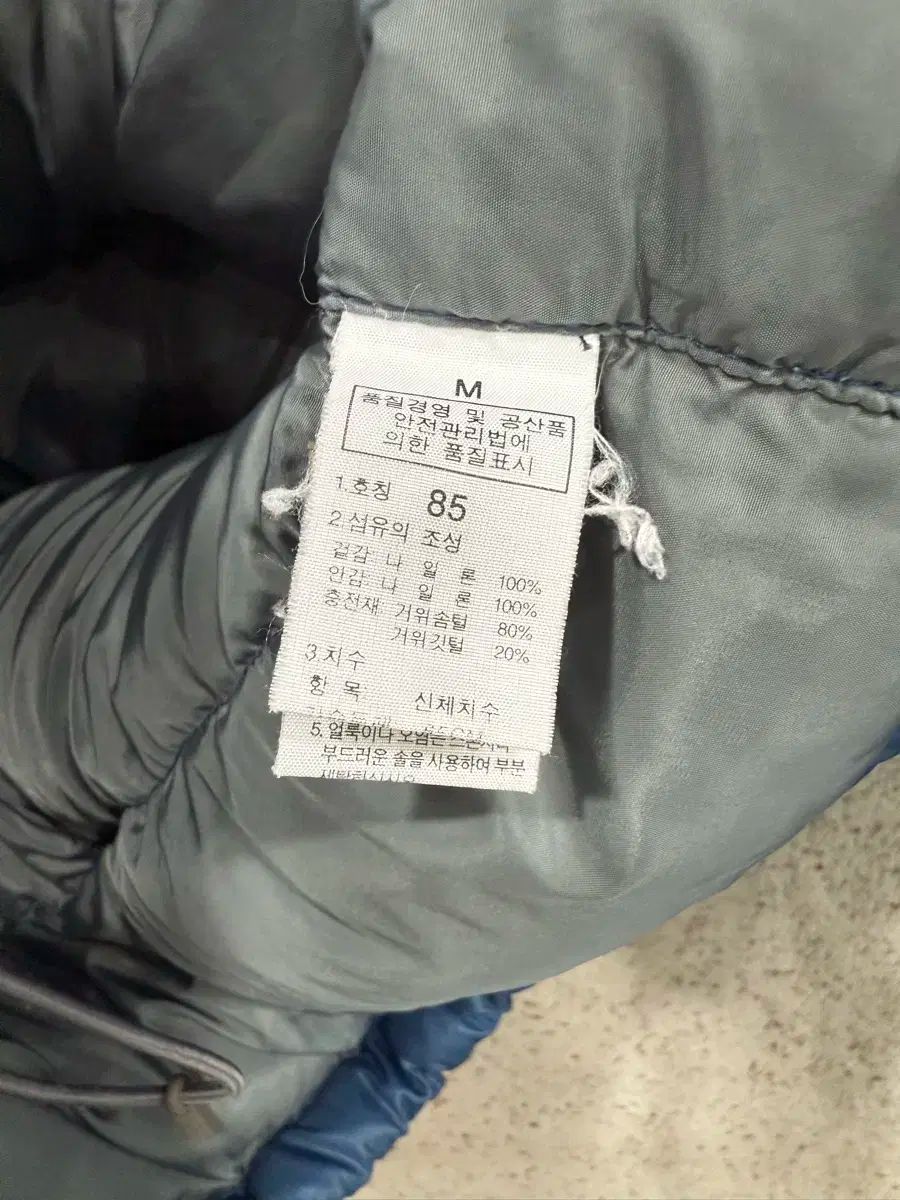 M
품질경영 및 공산품
안전관리법에
의한 품질표시
1.호칭 85
2.섬유의 조성
겉감 나 일 론 100%
안감 나 일 론 100%
충전재 거위솜털 80%
거위깃털 20%
3.치수
항 목 신체치수
5. 얼룩이나 오염은
부드러운 솔을 사용하여 부분